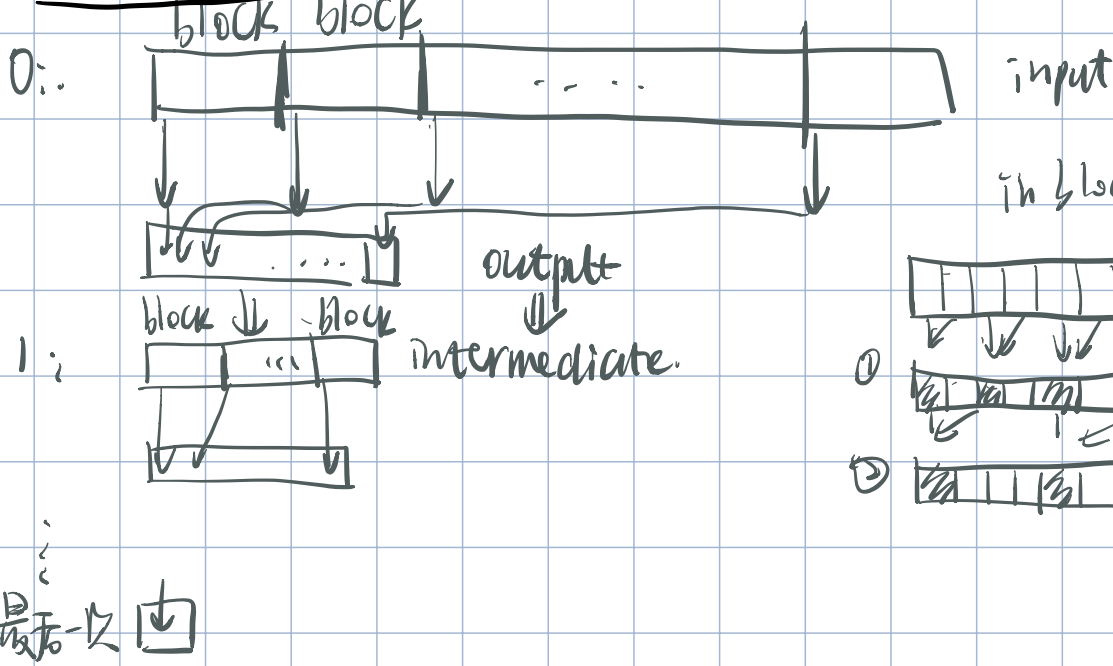 block block
0:
input
in bloc
output
block block
1:
intermediate.
①
②
最后一次